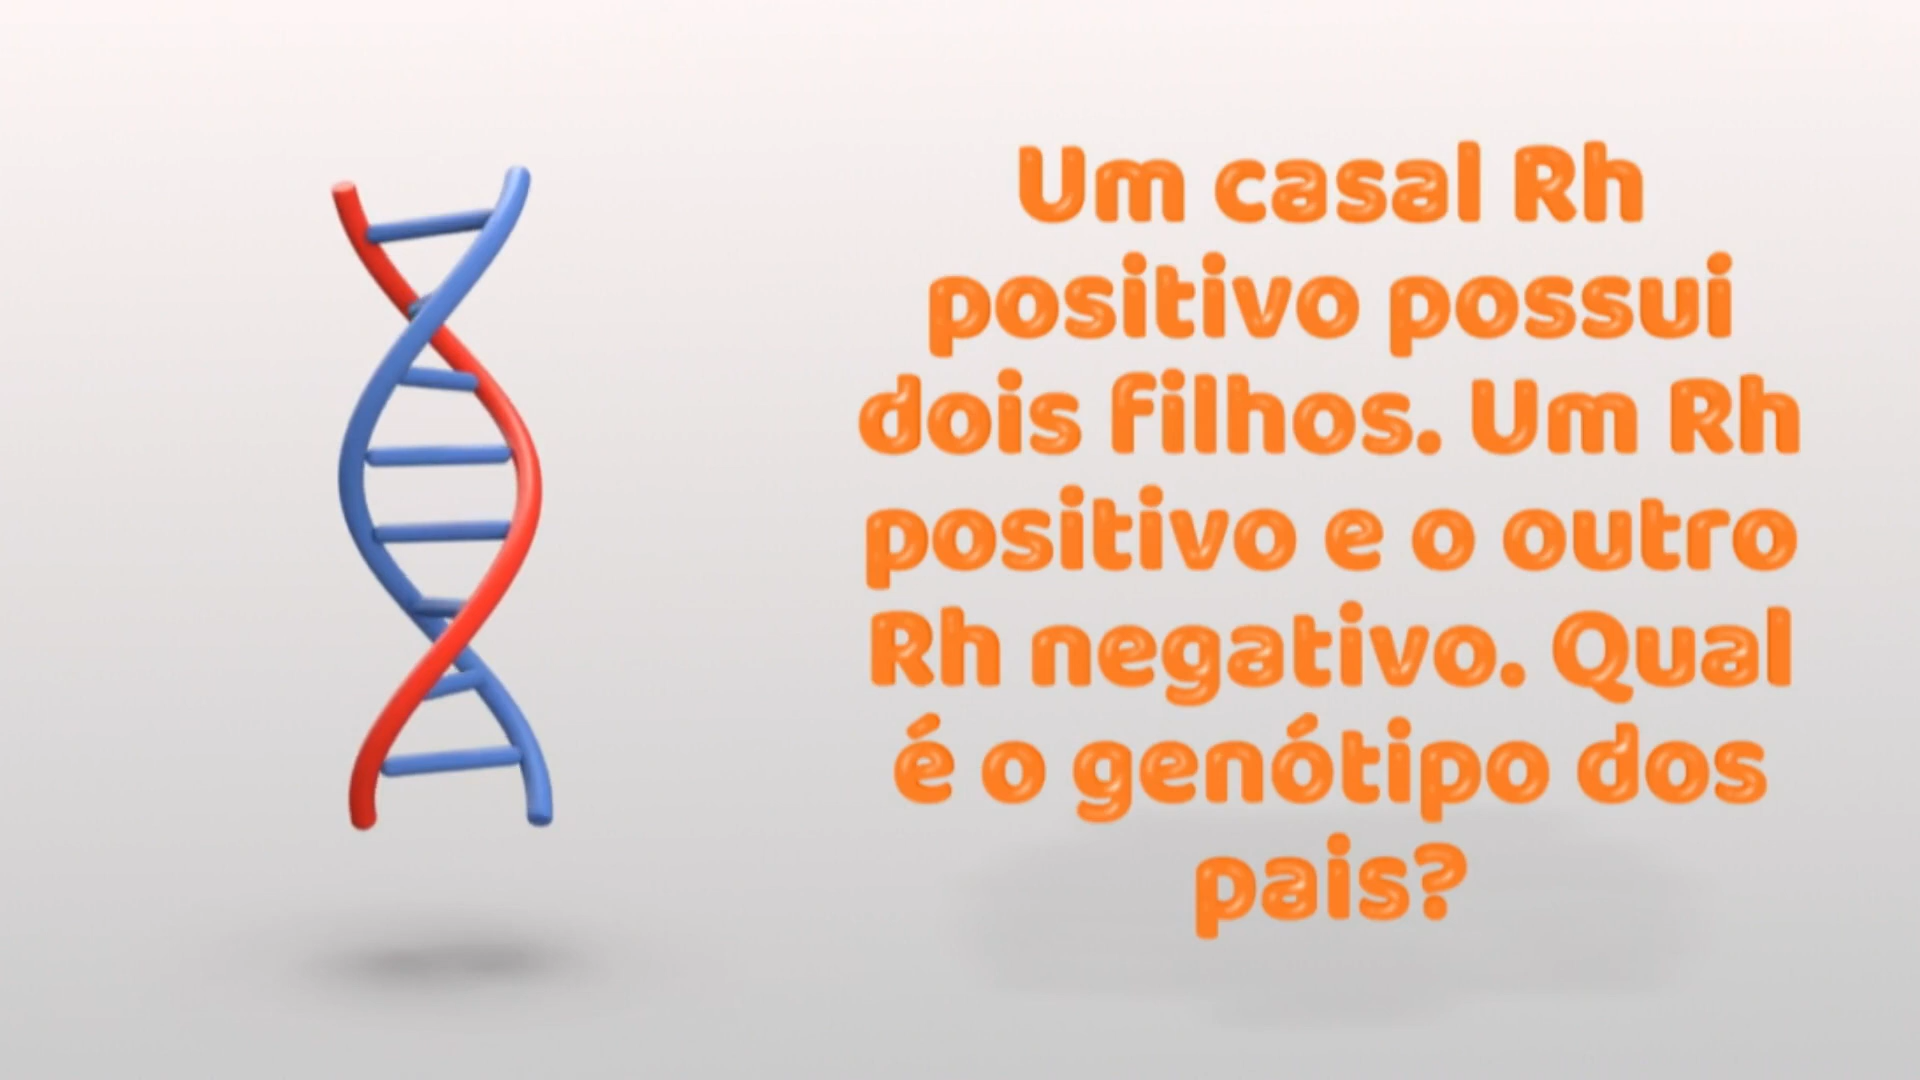 Um casal Rh
positivo possui
dois filhos. Um Rh
positivo e o outro
Rh negativo. Qual
é o genótipo dos
pais?